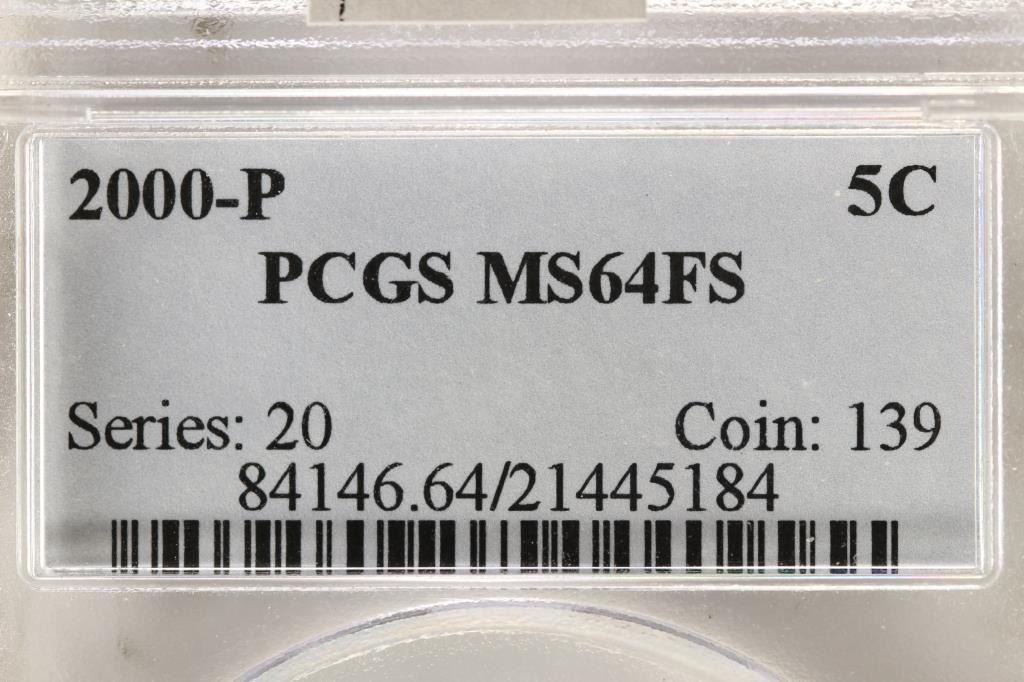 2000-P 5C
PCGS MS64FS
Series: 20 Coin: 139
84146.64/21445184